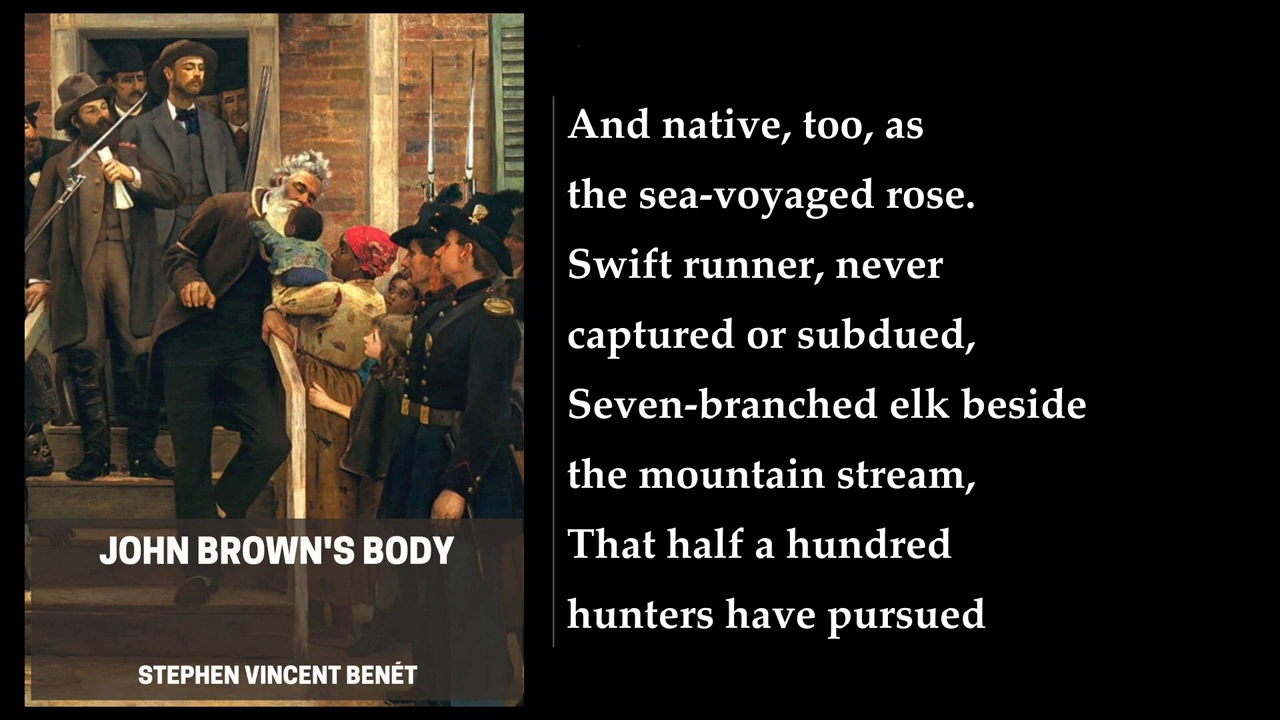 JOHN BROWN'S BODY
STEPHEN VINCENT BENÉT
And native, too, as
the sea-voyaged rose.
Swift runner, never
captured or subdued,
Seven-branched elk beside
the mountain stream,
That half a hundred
hunters have pursued